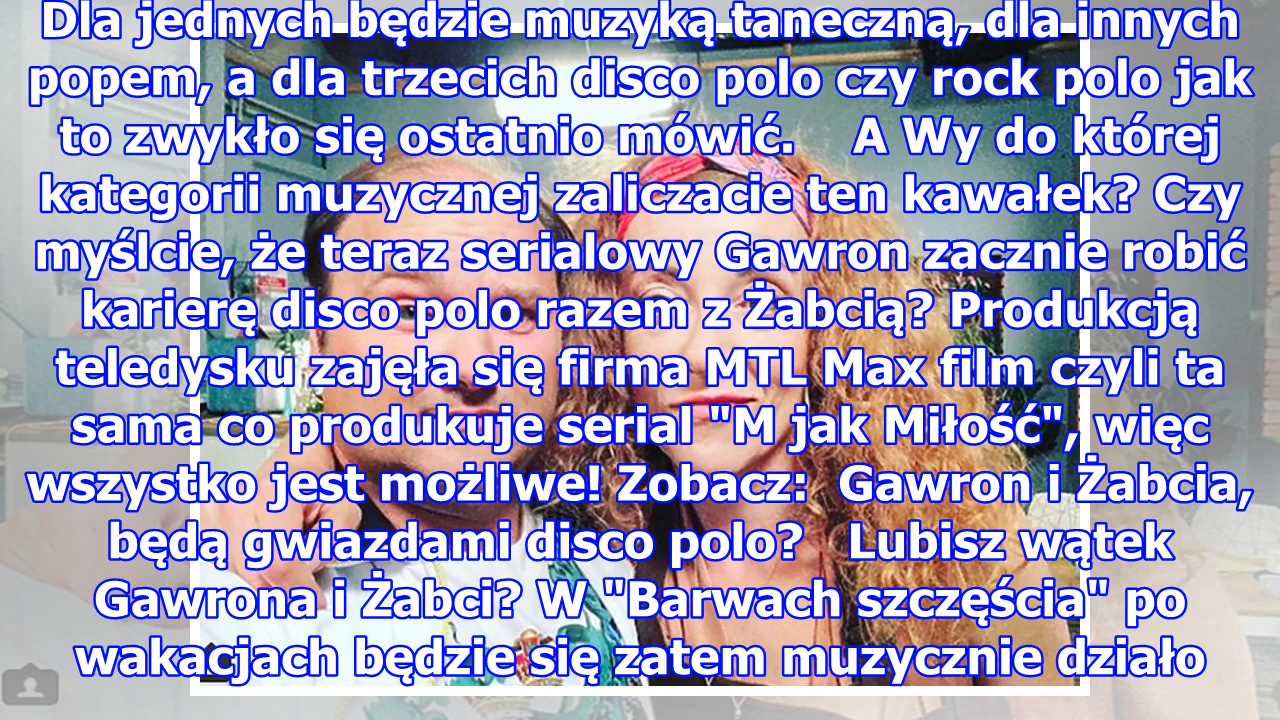 Dla jednych będzie muzyką taneczną, dla innych
popem, a dla trzecich disco polo czy rock polo jak
to zwykło się ostatnio mówić. A Wy do której
kategorii muzycznej zaliczacie ten kawałek? Czy
myślcie, że teraz serialowy Gawron zacznie robić
karierę disco polo razem z Żabcią? Produkcją
teledysku zajęła się firma MTL Max film czyli ta
sama co produkuje serial "M jak Miłość", więc
wszystko jest możliwe! Zobacz: Gawron i Żabcia,
będą gwiazdami disco polo? Lubisz wątek
Gawrona i Żabci? W "Barwach szczęścia" po
wakacjach będzie się zatem muzycznie działo